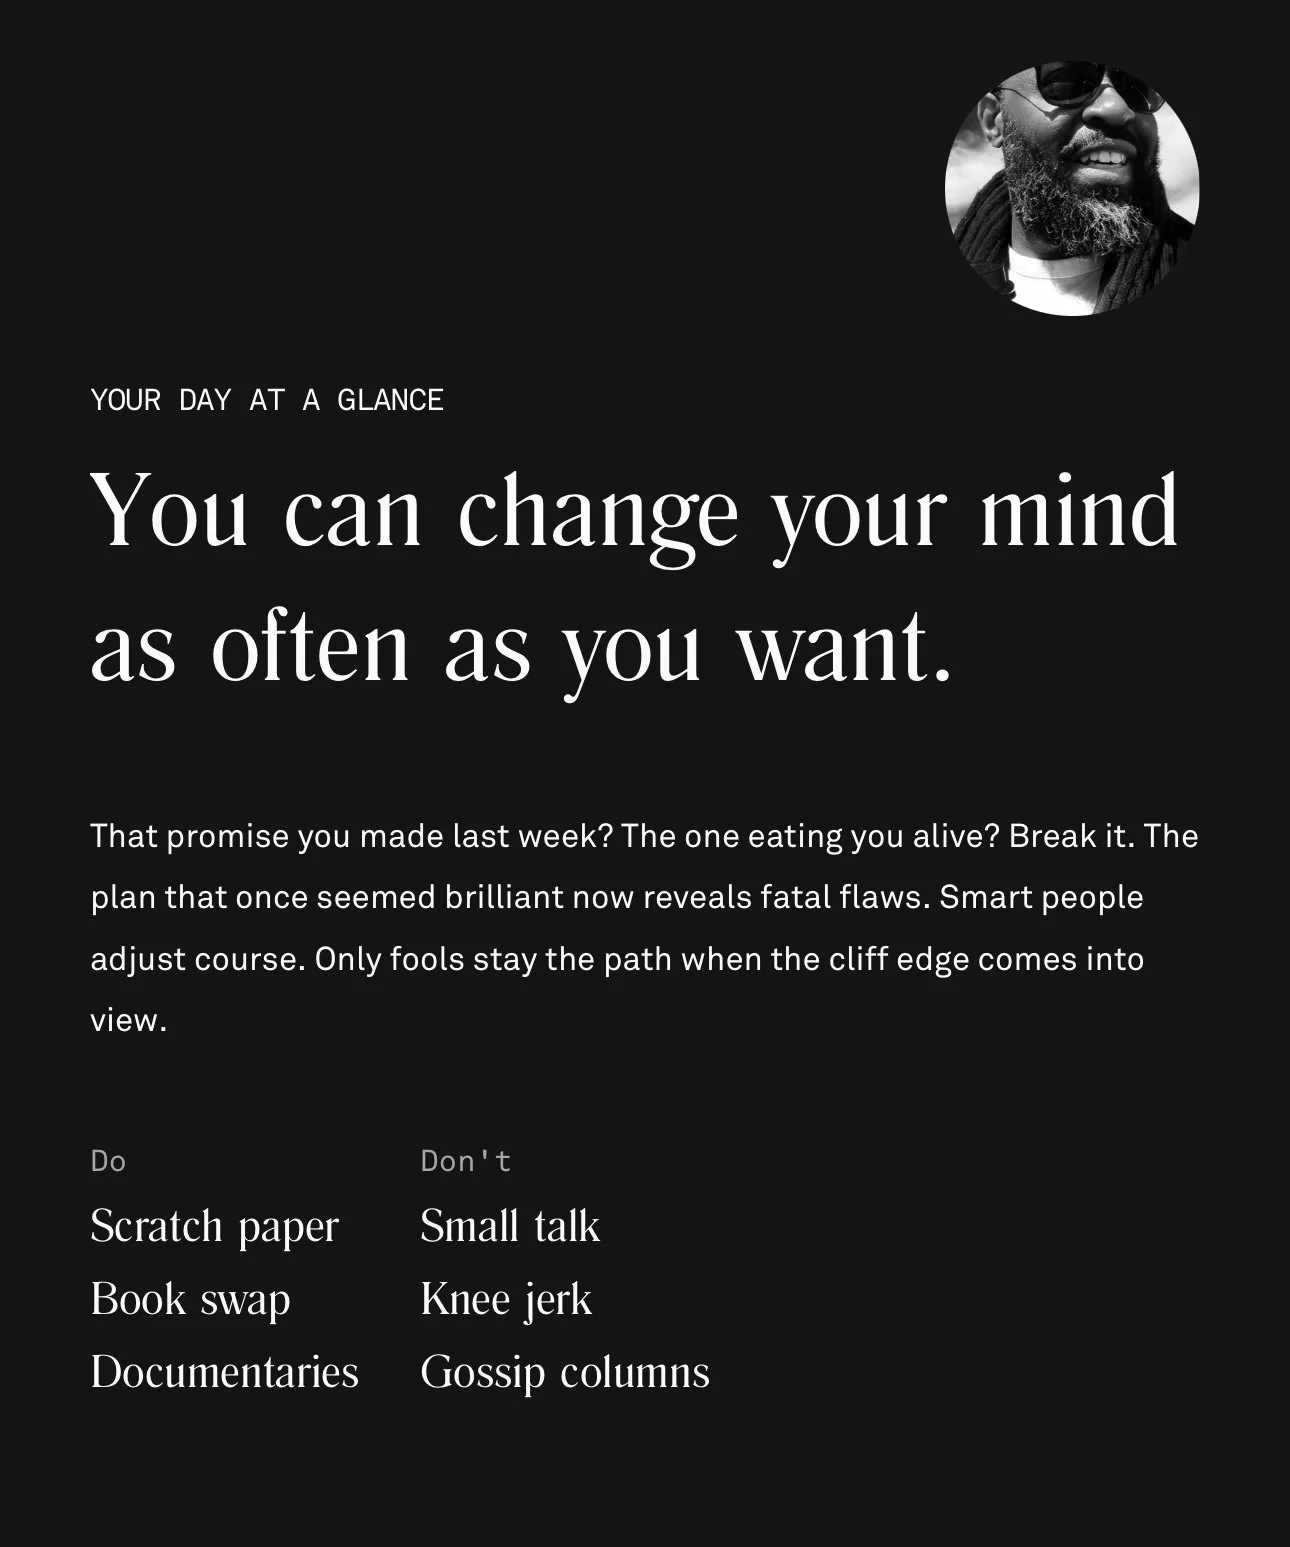 YOUR DAY AT A GLANCE
You can change your mind
as often as you want.
That promise you made last week? The one eating you alive? Break it. The
plan that once seemed brilliant now reveals fatal flaws. Smart people
adjust course. Only fools stay the path when the cliff edge comes into
view.
Do
Scratch paper
Book swap
Documentaries
Don't
Small talk
Knee jerk
Gossip columns